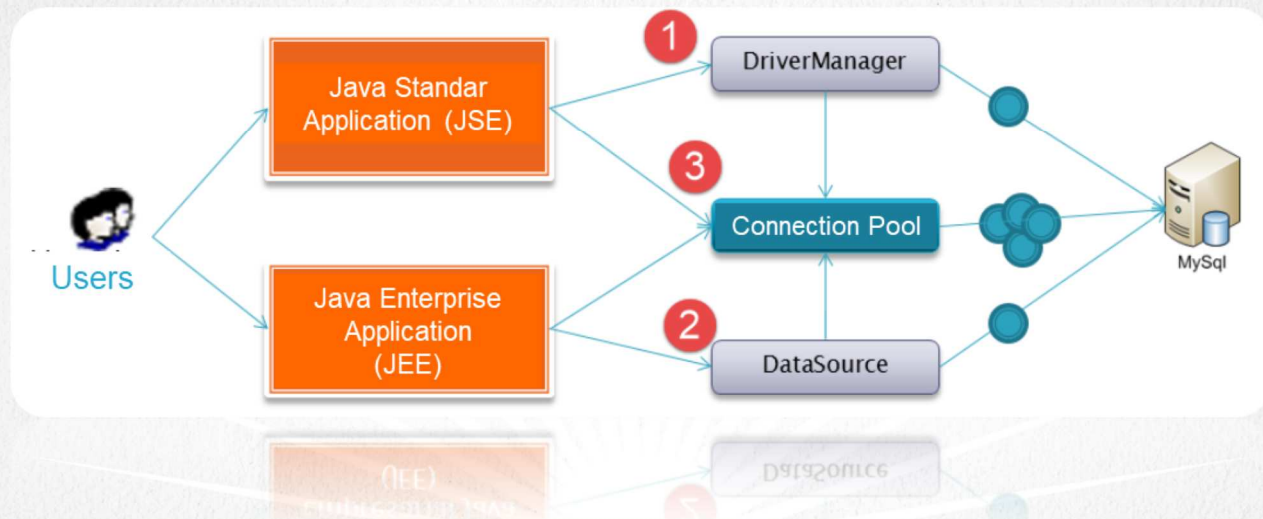 1
DriverManager
Java Standar
Application (JSE)
3
Connection Pool
MySql
Users
Java Enterprise
Application
(JEE)
2
DataSource